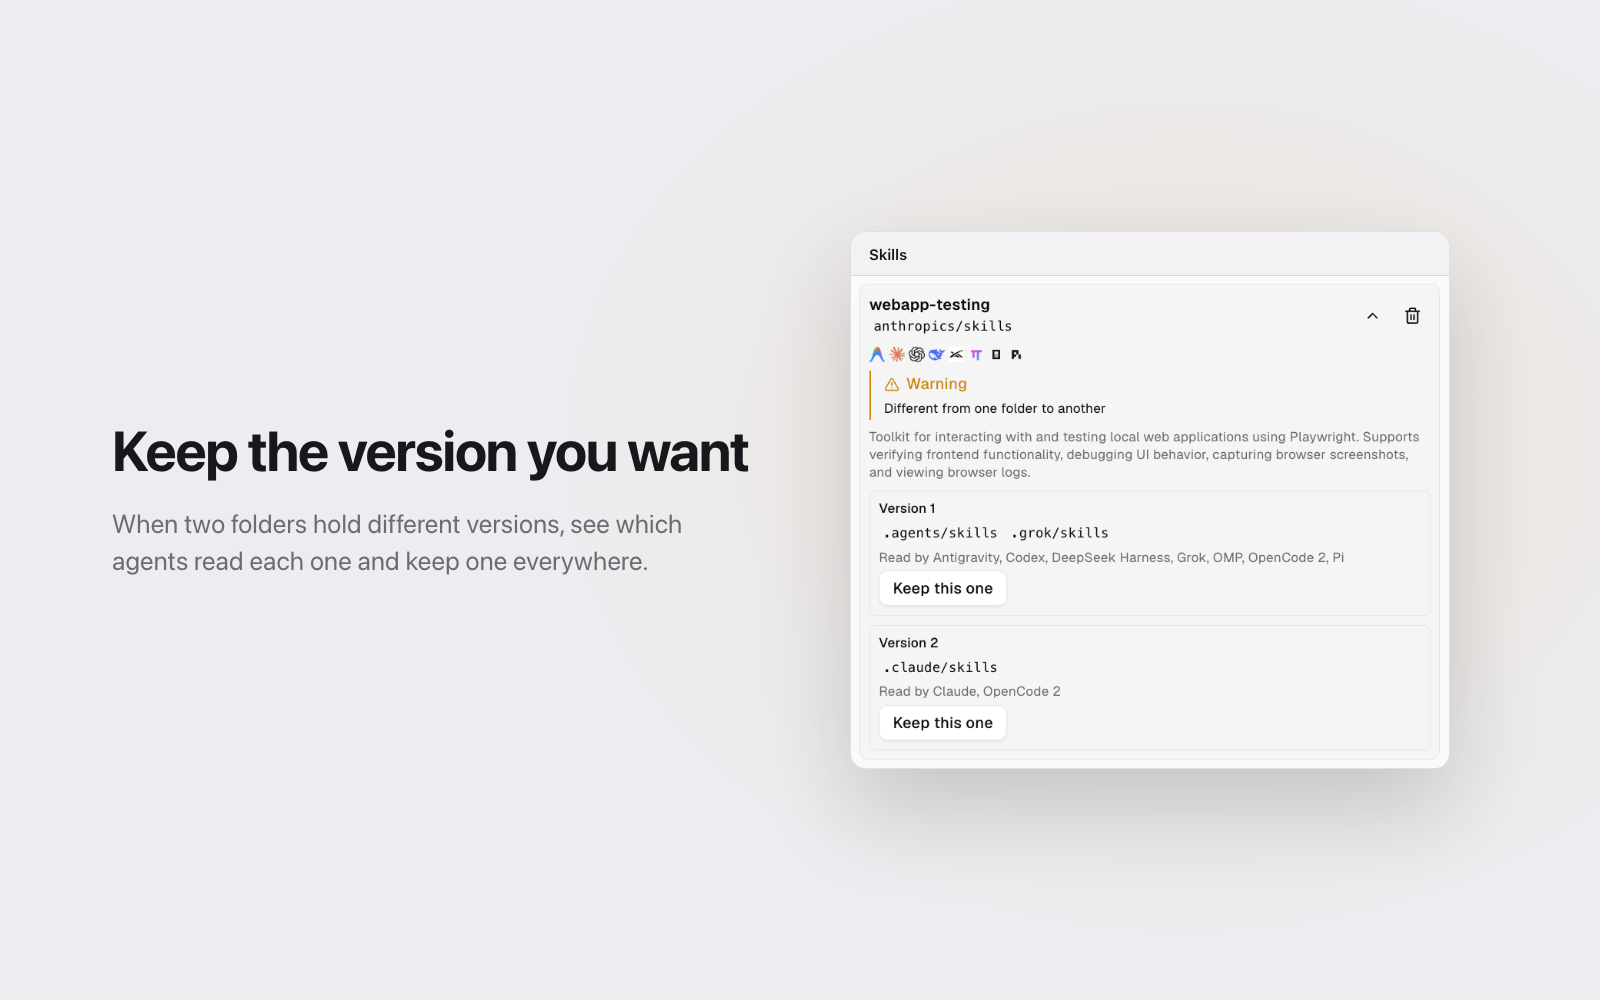 Keep the version you want
When two folders hold different versions, see which
agents read each one and keep one everywhere.
Skills
webapp-testing
anthropics/skills
Warning
Different from one folder to another
Toolkit for interacting with and testing local web applications using Playwright. Supports
verifying frontend functionality, debugging UI behavior, capturing browser screenshots,
and viewing browser logs.
Version 1
.agents/skills .grok/skills
Read by Antigravity, Codex, DeepSeek Harness, Grok, OMP, OpenCode 2, Pi
Keep this one
Version 2
.claude/skills
Read by Claude, OpenCode 2
Keep this one